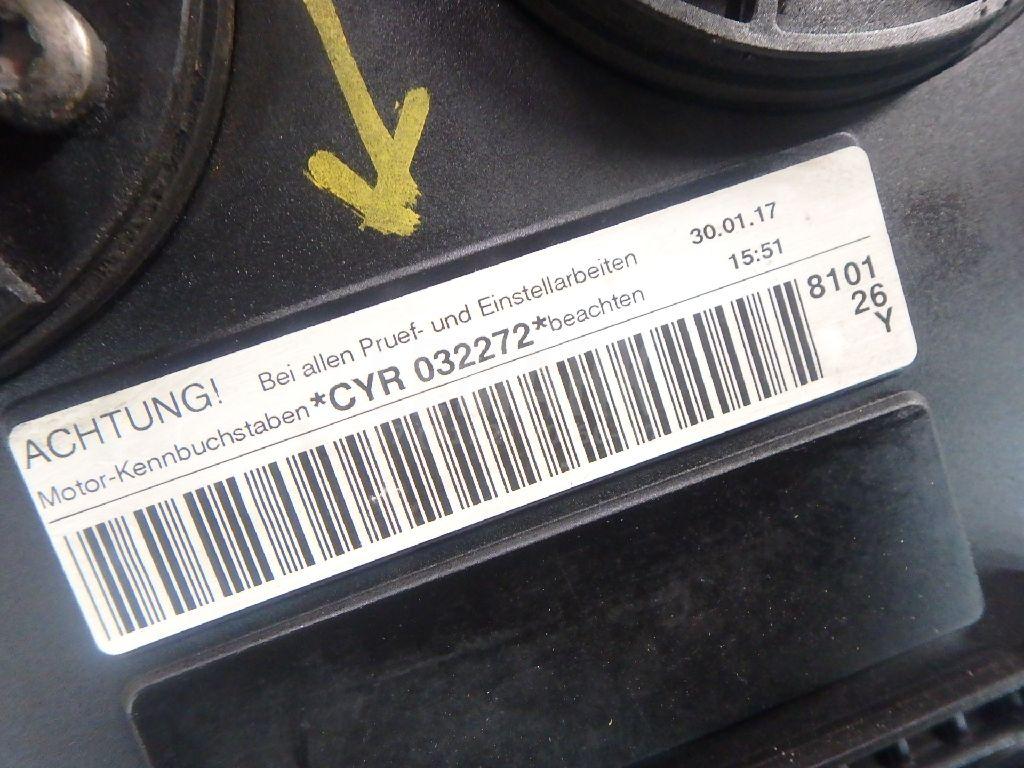 ACHTUNG! Bei allen Pruef- und Einstellarbeiten 30.01.17
Motor-Kennbuchstaben *CYR 032272* beachten 15:51
8101
26
Y